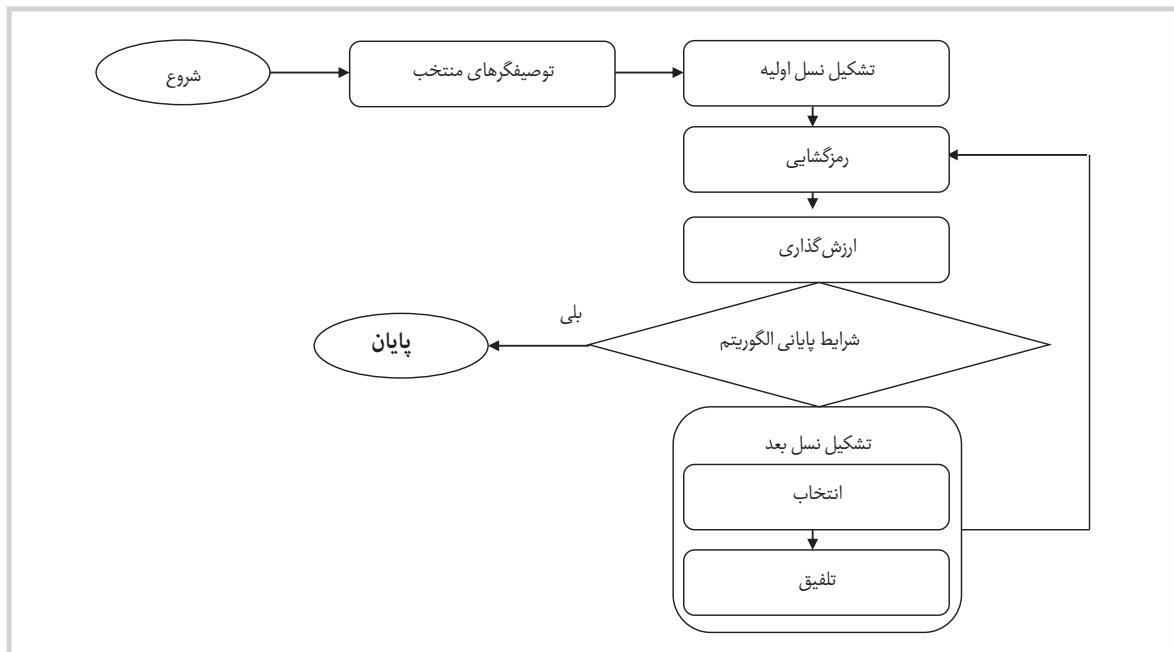 شروع
توصیفگرهای منتخب
تشکیل نسل اولیه
رمزگشایی
ارزش‌گذاری
شرایط پایانی الگوریتم
بلی
پایان
تشکیل نسل بعد
انتخاب
تلفیق